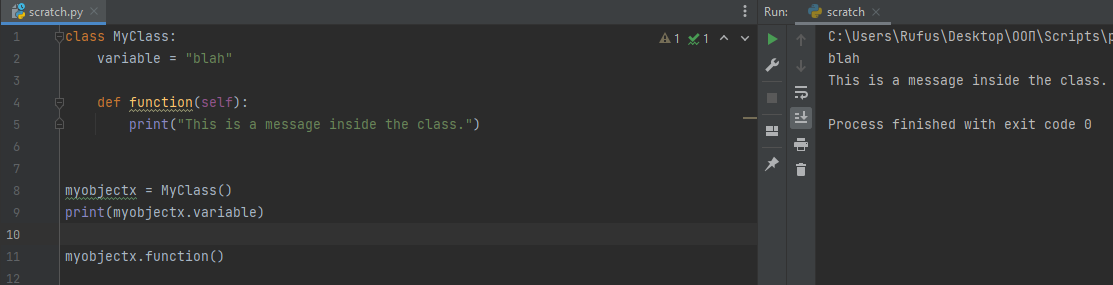 scratch.py
1 class MyClass:
2 variable = "blah"
3
4 def function(self):
5 print("This is a message inside the class.")
6
7
8 myobjectx = MyClass()
9 print(myobjectx.variable)
10
11 myobjectx.function()
12
1 1
Run: scratch
C:\Users\Rufus\Desktop\ООП\Scripts\p
blah
This is a message inside the class.
Process finished with exit code 0